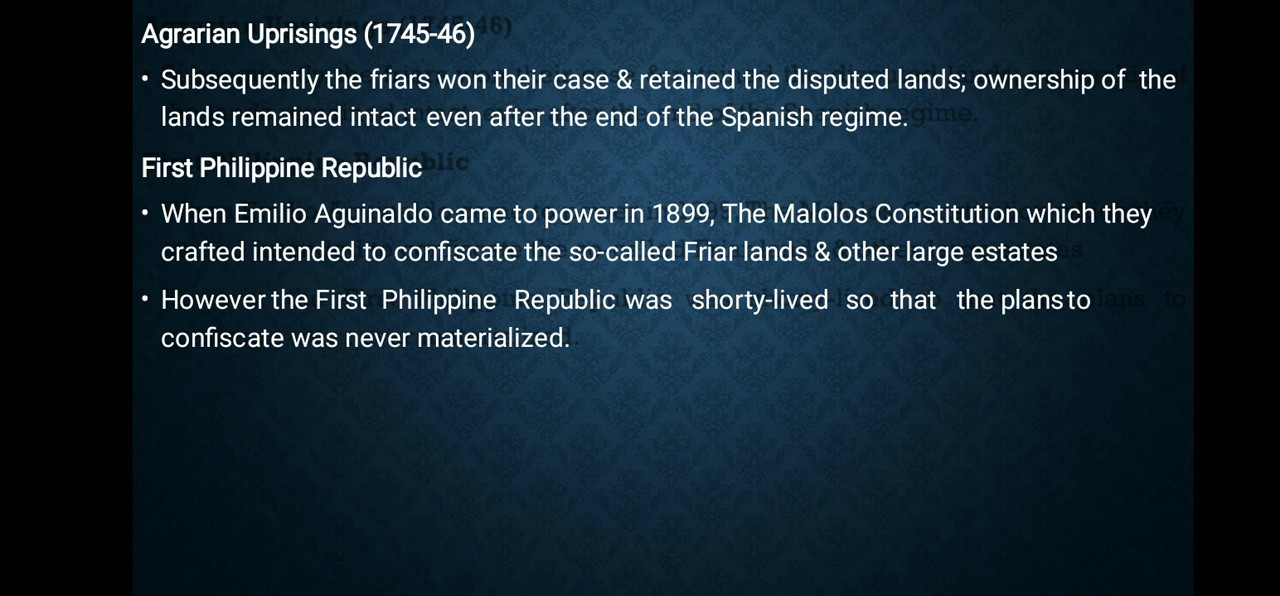 Agrarian Uprisings (1745-46)
• Subsequently the friars won their case & retained the disputed lands; ownership of the
lands remained intact even after the end of the Spanish regime.
First Philippine Republic
• When Emilio Aguinaldo came to power in 1899, The Malolos Constitution which they
crafted intended to confiscate the so-called Friar lands & other large estates
• However the First Philippine Republic was shorty-lived so that the plans to
confiscate was never materialized.